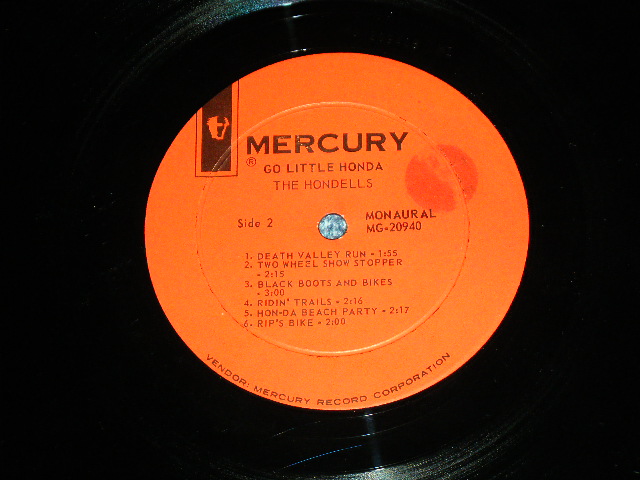 MERCURY
®
GO LITTLE HONDA
THE HONDELLS
Side 2
MONAURAL
MG-20940
1. DEATH VALLEY RUN - 1:55
2. TWO WHEEL SHOW STOPPER
- 2:15
3. BLACK BOOTS AND BIKES
- 3:00
4. RIDIN' TRAILS - 2:16
5. HON-DA BEACH PARTY - 2:17
6. RIP'S BIKE - 2:00
VENDOR: MERCURY RECORD CORPORATION